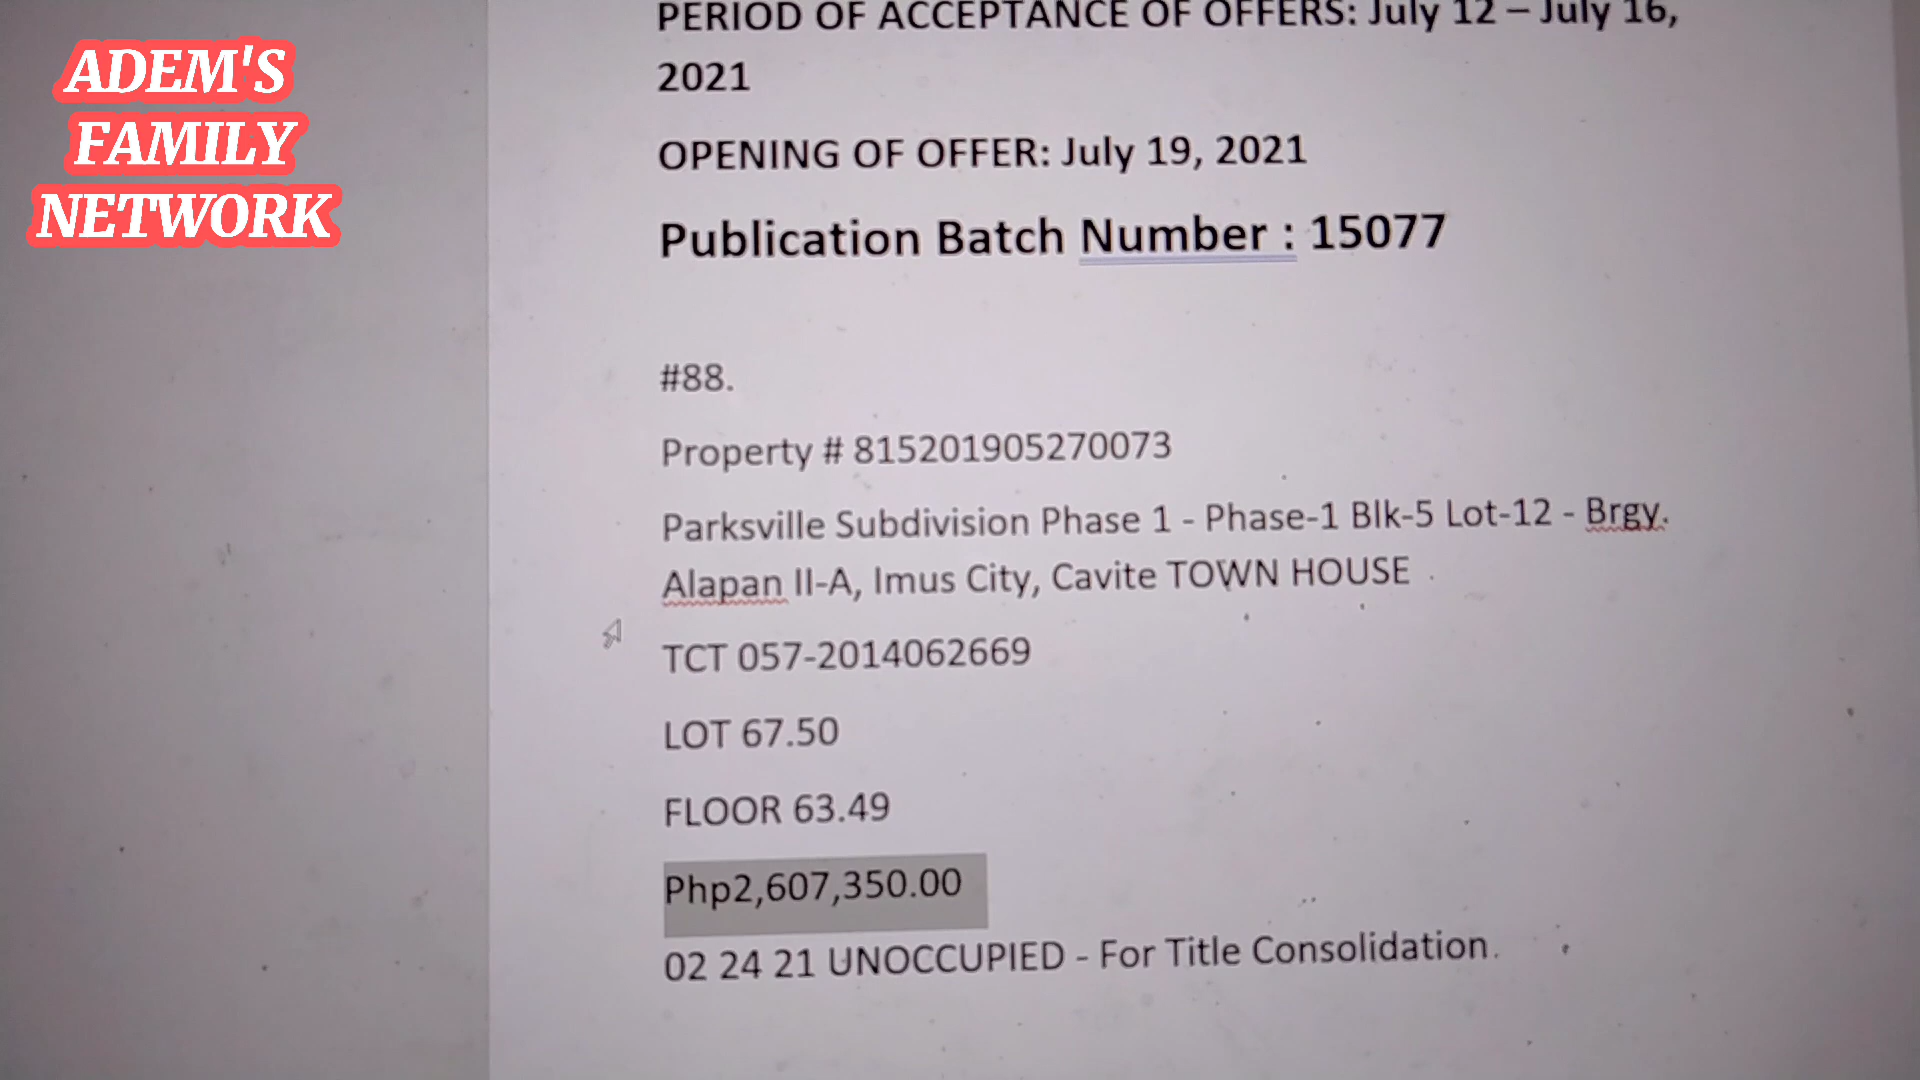 ADEM'S
FAMILY
NETWORK
PERIOD OF ACCEPTANCE OF OFFERS: July 12 – July 16,
2021
OPENING OF OFFER: July 19, 2021
Publication Batch Number : 15077
#88.
Property # 815201905270073
Parksville Subdivision Phase 1 - Phase-1 Blk-5 Lot-12 - Brgy.
Alapan II-A, Imus City, Cavite TOWN HOUSE
TCT 057-2014062669
LOT 67.50
FLOOR 63.49
Php2,607,350.00
02 24 21 UNOCCUPIED - For Title Consolidation.